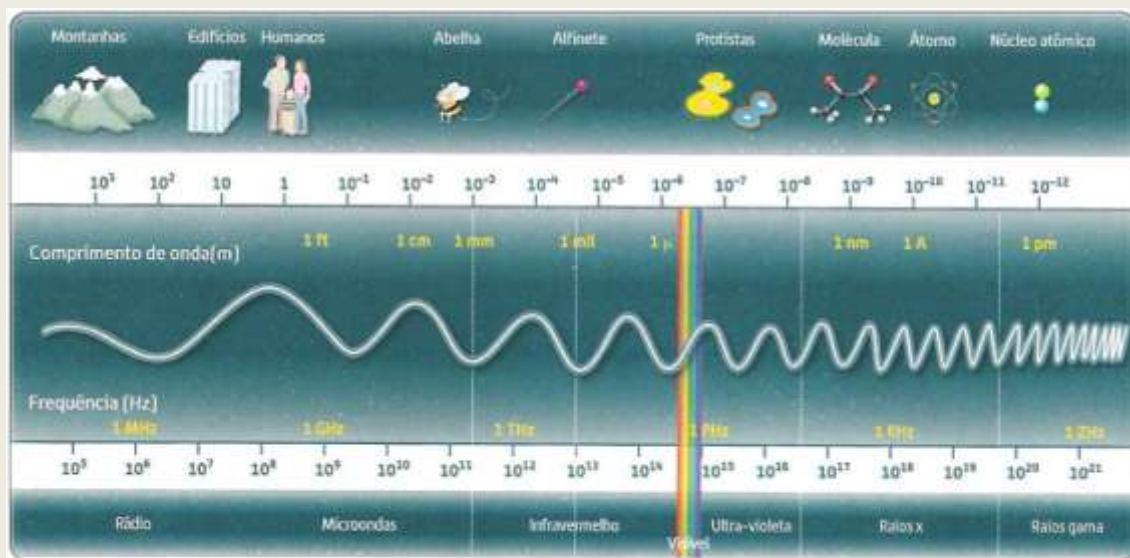 Montanhas Edifícios Humanos Abelha Alfinete Protistas Molécula Átomo Núcleo atômico
10³ 10² 10 1 10⁻¹ 10⁻² 10⁻³ 10⁻⁴ 10⁻⁵ 10⁻⁶ 10⁻⁷ 10⁻⁸ 10⁻⁹ 10⁻¹⁰ 10⁻¹¹ 10⁻¹²
1 ft 1 cm 1 mm 1 mil 1 1 nm 1 A 1 pm
Comprimento de onda(m)
Frequência (Hz)
1 MHz 1 GHz 1 THz 1 PHz 1 ZHz
10⁵ 10⁶ 10⁷ 10⁸ 10⁹ 10¹⁰ 10¹¹ 10¹² 10¹³ 10¹⁴ 10¹⁵ 10¹⁶ 10¹⁷ 10¹⁸ 10¹⁹ 10²⁰ 10²¹
Rádio Microondas Infravermelho Ultra-violeta Raios x Raios gama
Visível